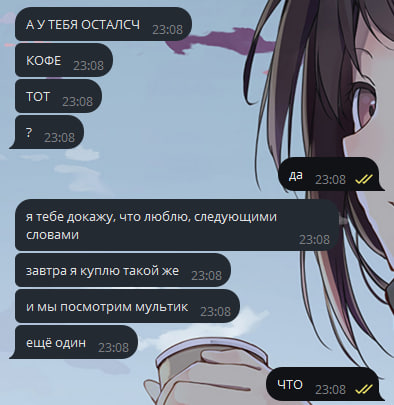 А У ТЕБЯ ОСТАЛСЧ 23:08
КОФЕ 23:08
ТОТ 23:08
? 23:08
да 23:08
я тебе докажу, что люблю, следующими
словами 23:08
завтра я куплю такой же 23:08
и мы посмотрим мультик 23:08
ещё один 23:08
ЧТО 23:08